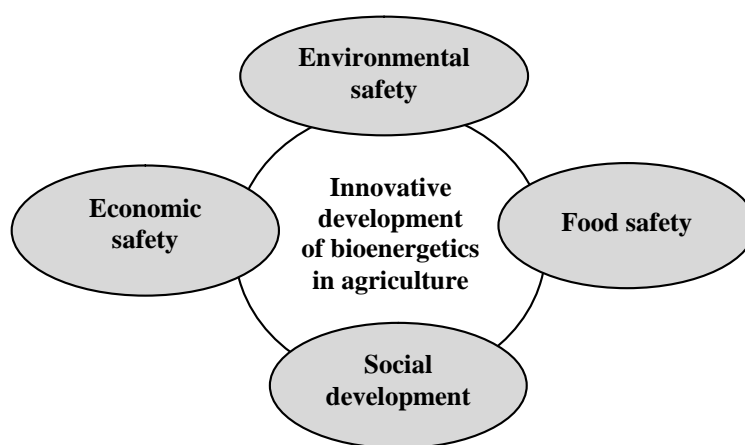 Environmental
safety
Economic
safety
Innovative
development
of bioenergetics
in agriculture
Food safety
Social
development